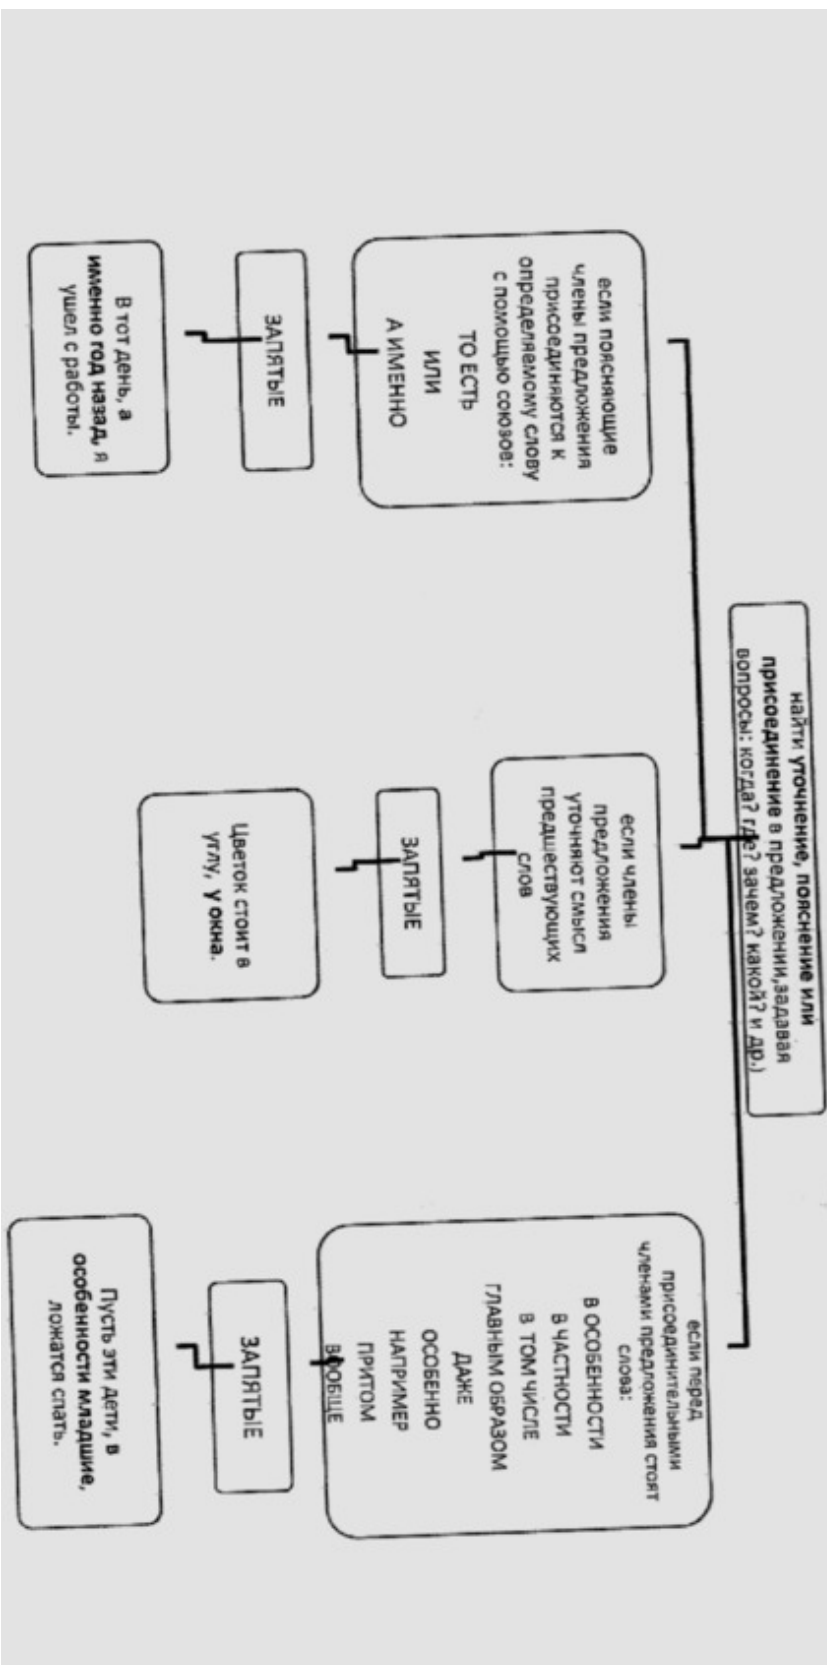 найти уточнение, пояснение или
присоединение в предложении,задавая
вопросы: когда? где? зачем? какой? и др.)
если поясняющие
члены предложения
присоединяются к
определяемому слову
с помощью союзов:
ТО ЕСТЬ
ИЛИ
А ИМЕННО
ЗАПЯТЫЕ
В тот день, а
именно год назад, я
ушел с работы.
если члены
предложения
уточняют смысл
предшествующих
слов
ЗАПЯТЫЕ
Цветок стоит в
углу, у окна.
если перед
присоединительными
членами предложения стоят
слова:
В ОСОБЕННОСТИ
В ЧАСТНОСТИ
В ТОМ ЧИСЛЕ
ГЛАВНЫМ ОБРАЗОМ
ДАЖЕ
ОСОБЕННО
НАПРИМЕР
ПРИТОМ
ВООБЩЕ
ЗАПЯТЫЕ
Пусть эти дети, в
особенности младшие,
ложатся спать.